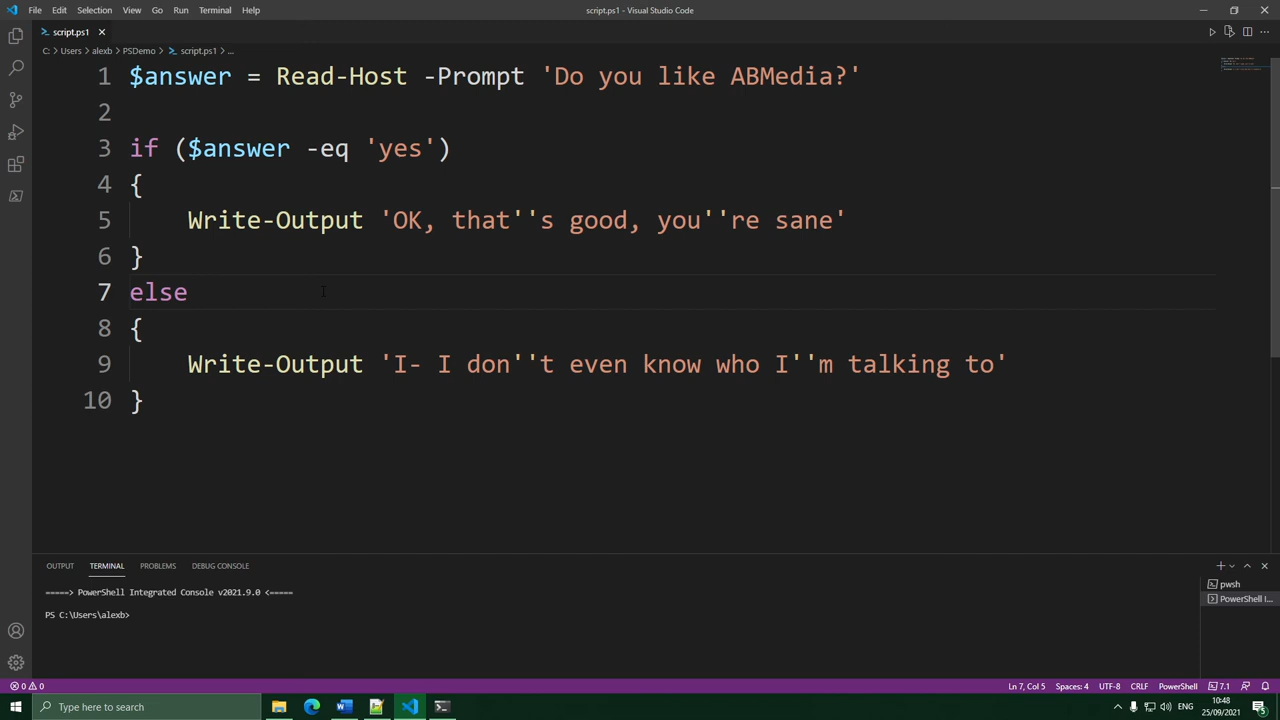 File Edit Selection View Go Run Terminal Help
script.ps1 - Visual Studio Code
script.ps1
C: > Users > alexb > PSDemo > script.ps1 > ...
1 $answer = Read-Host -Prompt 'Do you like ABMedia?'
2
3 if ($answer -eq 'yes')
4 {
5 Write-Output 'OK, that''s good, you''re sane'
6 }
7 else
8 {
9 Write-Output 'I- I don''t even know who I''m talking to'
10 }
OUTPUT TERMINAL PROBLEMS DEBUG CONSOLE
=====> PowerShell Integrated Console v2021.9.0 <=====
PS C:\Users\alexb>
pwsh
PowerShell I...
0 0
Ln 7, Col 5 Spaces: 4 UTF-8 CRLF PowerShell 7.1
Type here to search
ENG
10:48
25/09/2021
5